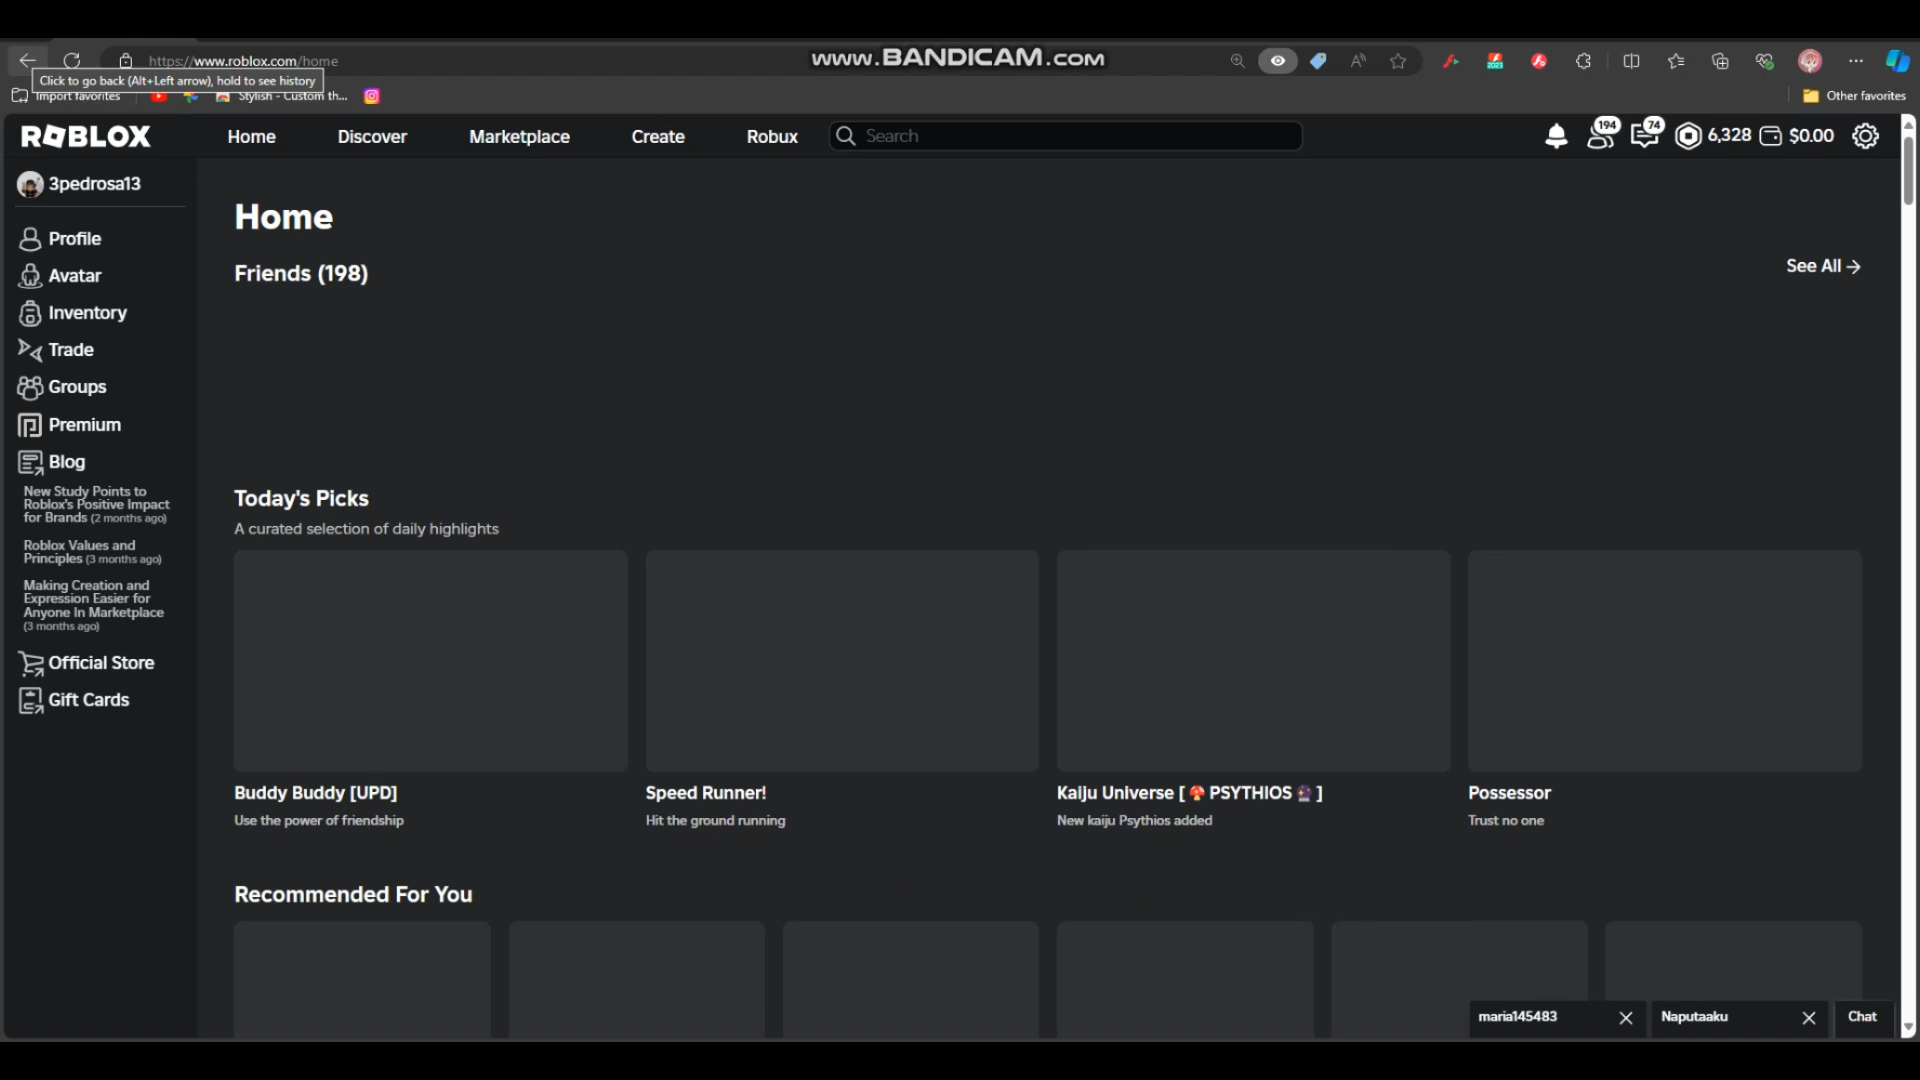 https://www.roblox.com/home
www.BANDICAM.com
Click to go back (Alt+Left arrow), hold to see history
Import favorites
Stylish - Custom th...
Other favorites
ROBLOX
Home
Discover
Marketplace
Create
Robux
Search
194
74
6,328
$0.00
3pedrosa13
Profile
Avatar
Inventory
Trade
Groups
Premium
Blog
New Study Points to
Roblox's Positive Impact
for Brands (2 months ago)
Roblox Values and
Principles (3 months ago)
Making Creation and
Expression Easier for
Anyone In Marketplace
(3 months ago)
Official Store
Gift Cards
Home
Friends (198)
See All →
Today's Picks
A curated selection of daily highlights
Buddy Buddy [UPD]
Use the power of friendship
Speed Runner!
Hit the ground running
Kaiju Universe [🍄 PSYTHIOS🔮]
New kaiju Psythios added
Possessor
Trust no one
Recommended For You
maria145483
Naputaaku
Chat